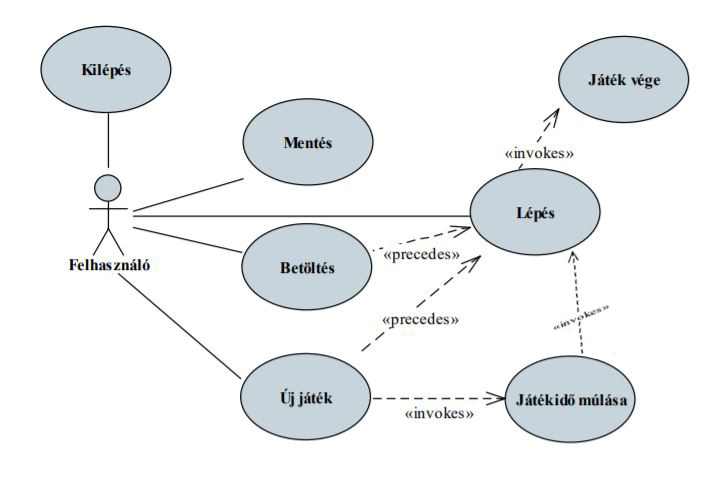 Kilépés
Játék vége
Mentés
«invokes»
Lépés
Felhasználó
Betöltés
«precedes»
«precedes»
«invokes»
Új játék
«invokes»
Játékidő múlása